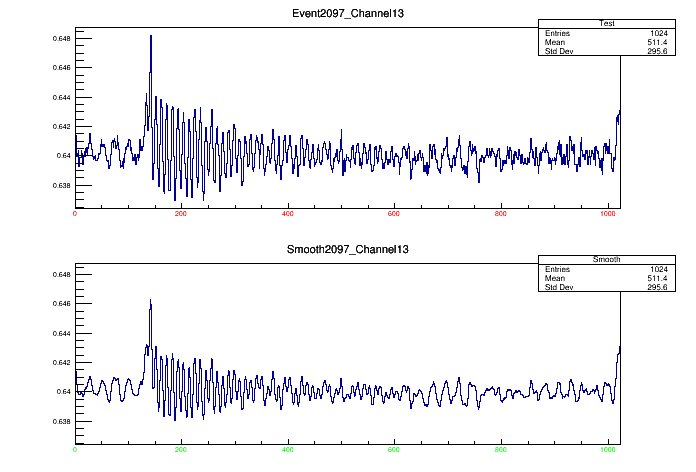 Event2097_Channel13
Test
Entries 1024
Mean 511.4
Std Dev 295.6
0.648
0.646
0.644
0.642
0.64
0.638
0 200 400 600 800 1000
Smooth2097_Channel13
Smooth
Entries 1024
Mean 511.4
Std Dev 295.6
0.648
0.646
0.644
0.642
0.64
0.638
0 200 400 600 800 1000